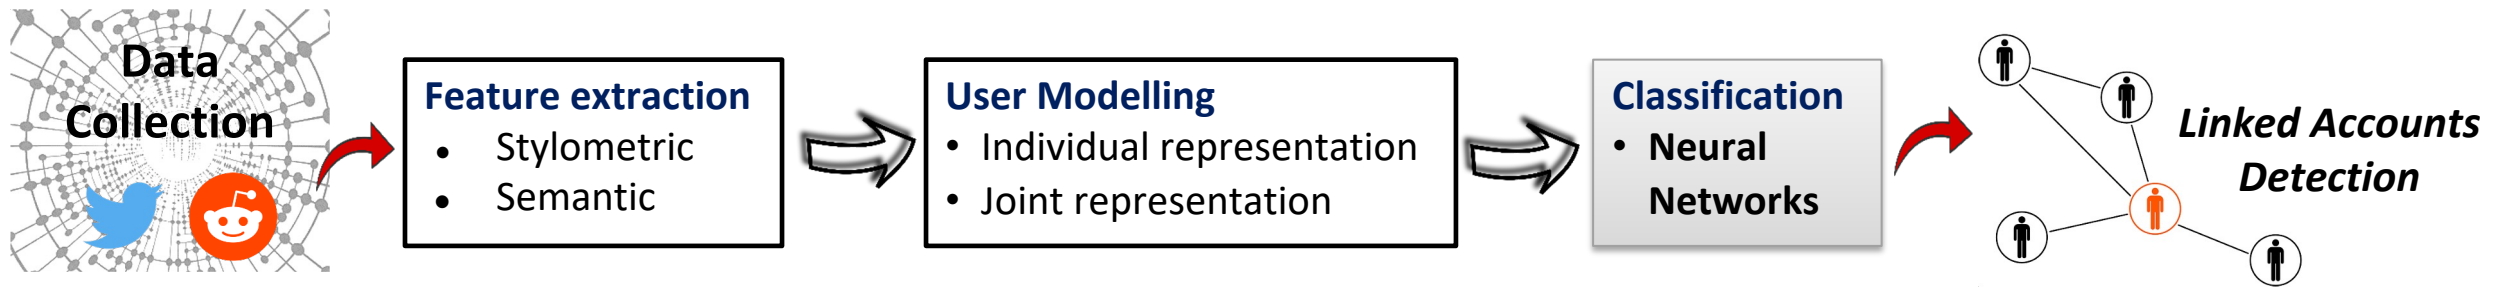 Data
Collection
Feature extraction
• Stylometric
• Semantic
User Modelling
• Individual representation
• Joint representation
Classification
• Neural
Networks
Linked Accounts
Detection